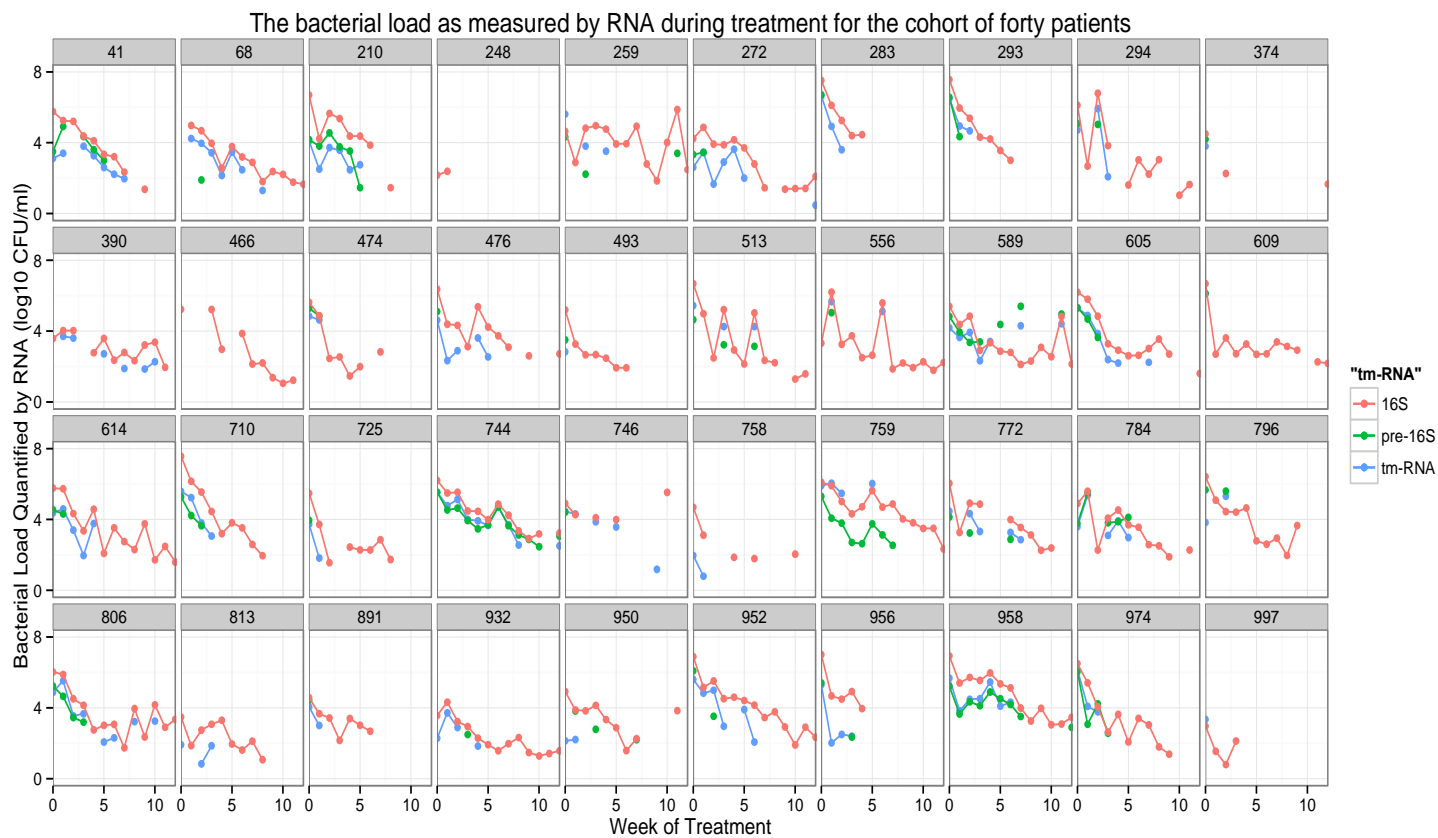 The bacterial load as measured by RNA during treatment for the cohort of forty patients
Bacterial Load Quantified by RNA (log10 CFU/ml)
41 68 210 248 259 272 283 293 294 374
8
4
0
390 466 474 476 493 513 556 589 605 609
8
4
0
614 710 725 744 746 758 759 772 784 796
8
4
0
806 813 891 932 950 952 956 958 974 997
8
4
0
0 5 10 0 5 10 0 5 10 0 5 10 0 5 10 0 5 10 0 5 10 0 5 10 0 5 10 0 5 10
Week of Treatment
"tm-RNA"
16S
pre-16S
tm-RNA